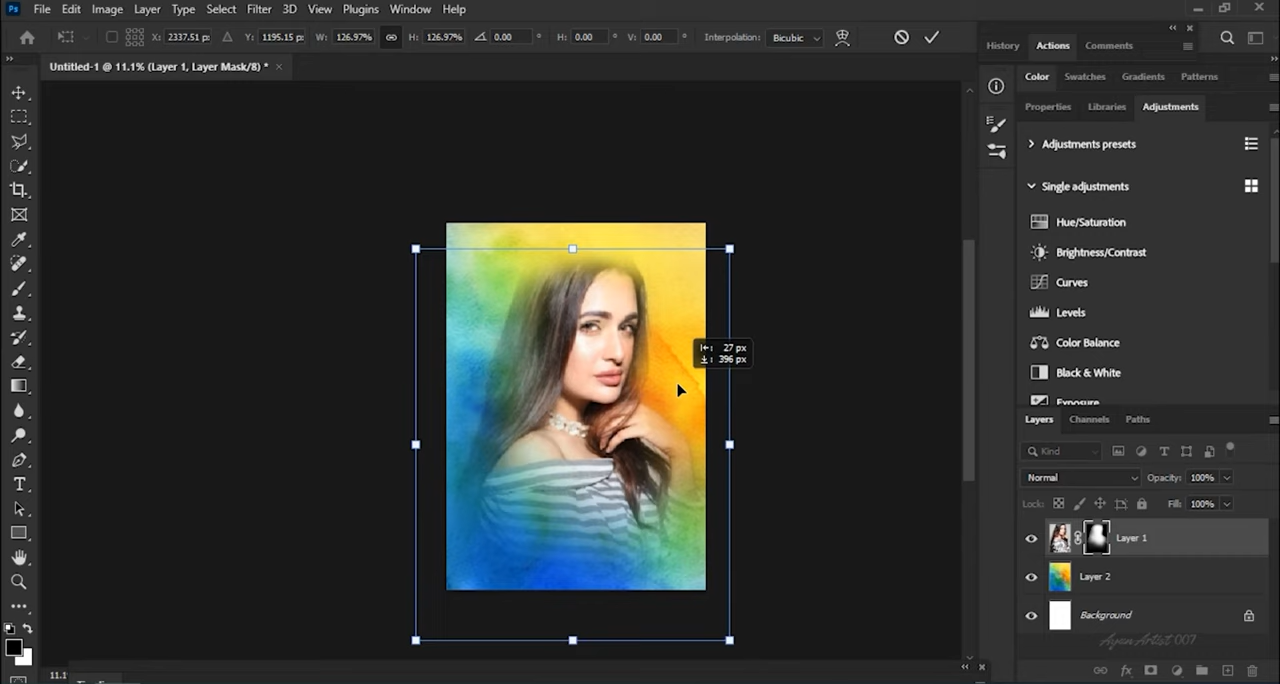 Ps File Edit Image Layer Type Select Filter 3D View Plugins Window Help
X: 2337.51 p: Y: 1195.15 p: W: 126.97% H: 126.97% 0.00 ° H: 0.00 ° V: 0.00 ° Interpolation: Bicubic
Untitled-1 @ 11.1% (Layer 1, Layer Mask/8) * ×
History Actions Comments
Color Swatches Gradients Patterns
Properties Libraries Adjustments
Adjustments presets
Single adjustments
Hue/Saturation
Brightness/Contrast
Curves
Levels
Color Balance
Black & White
Exposure
27 px
396 px
Layers Channels Paths
Kind
Normal Opacity: 100%
Lock: Fill: 100%
Layer 1
Layer 2
Background
Ayan Artist 007
11.1